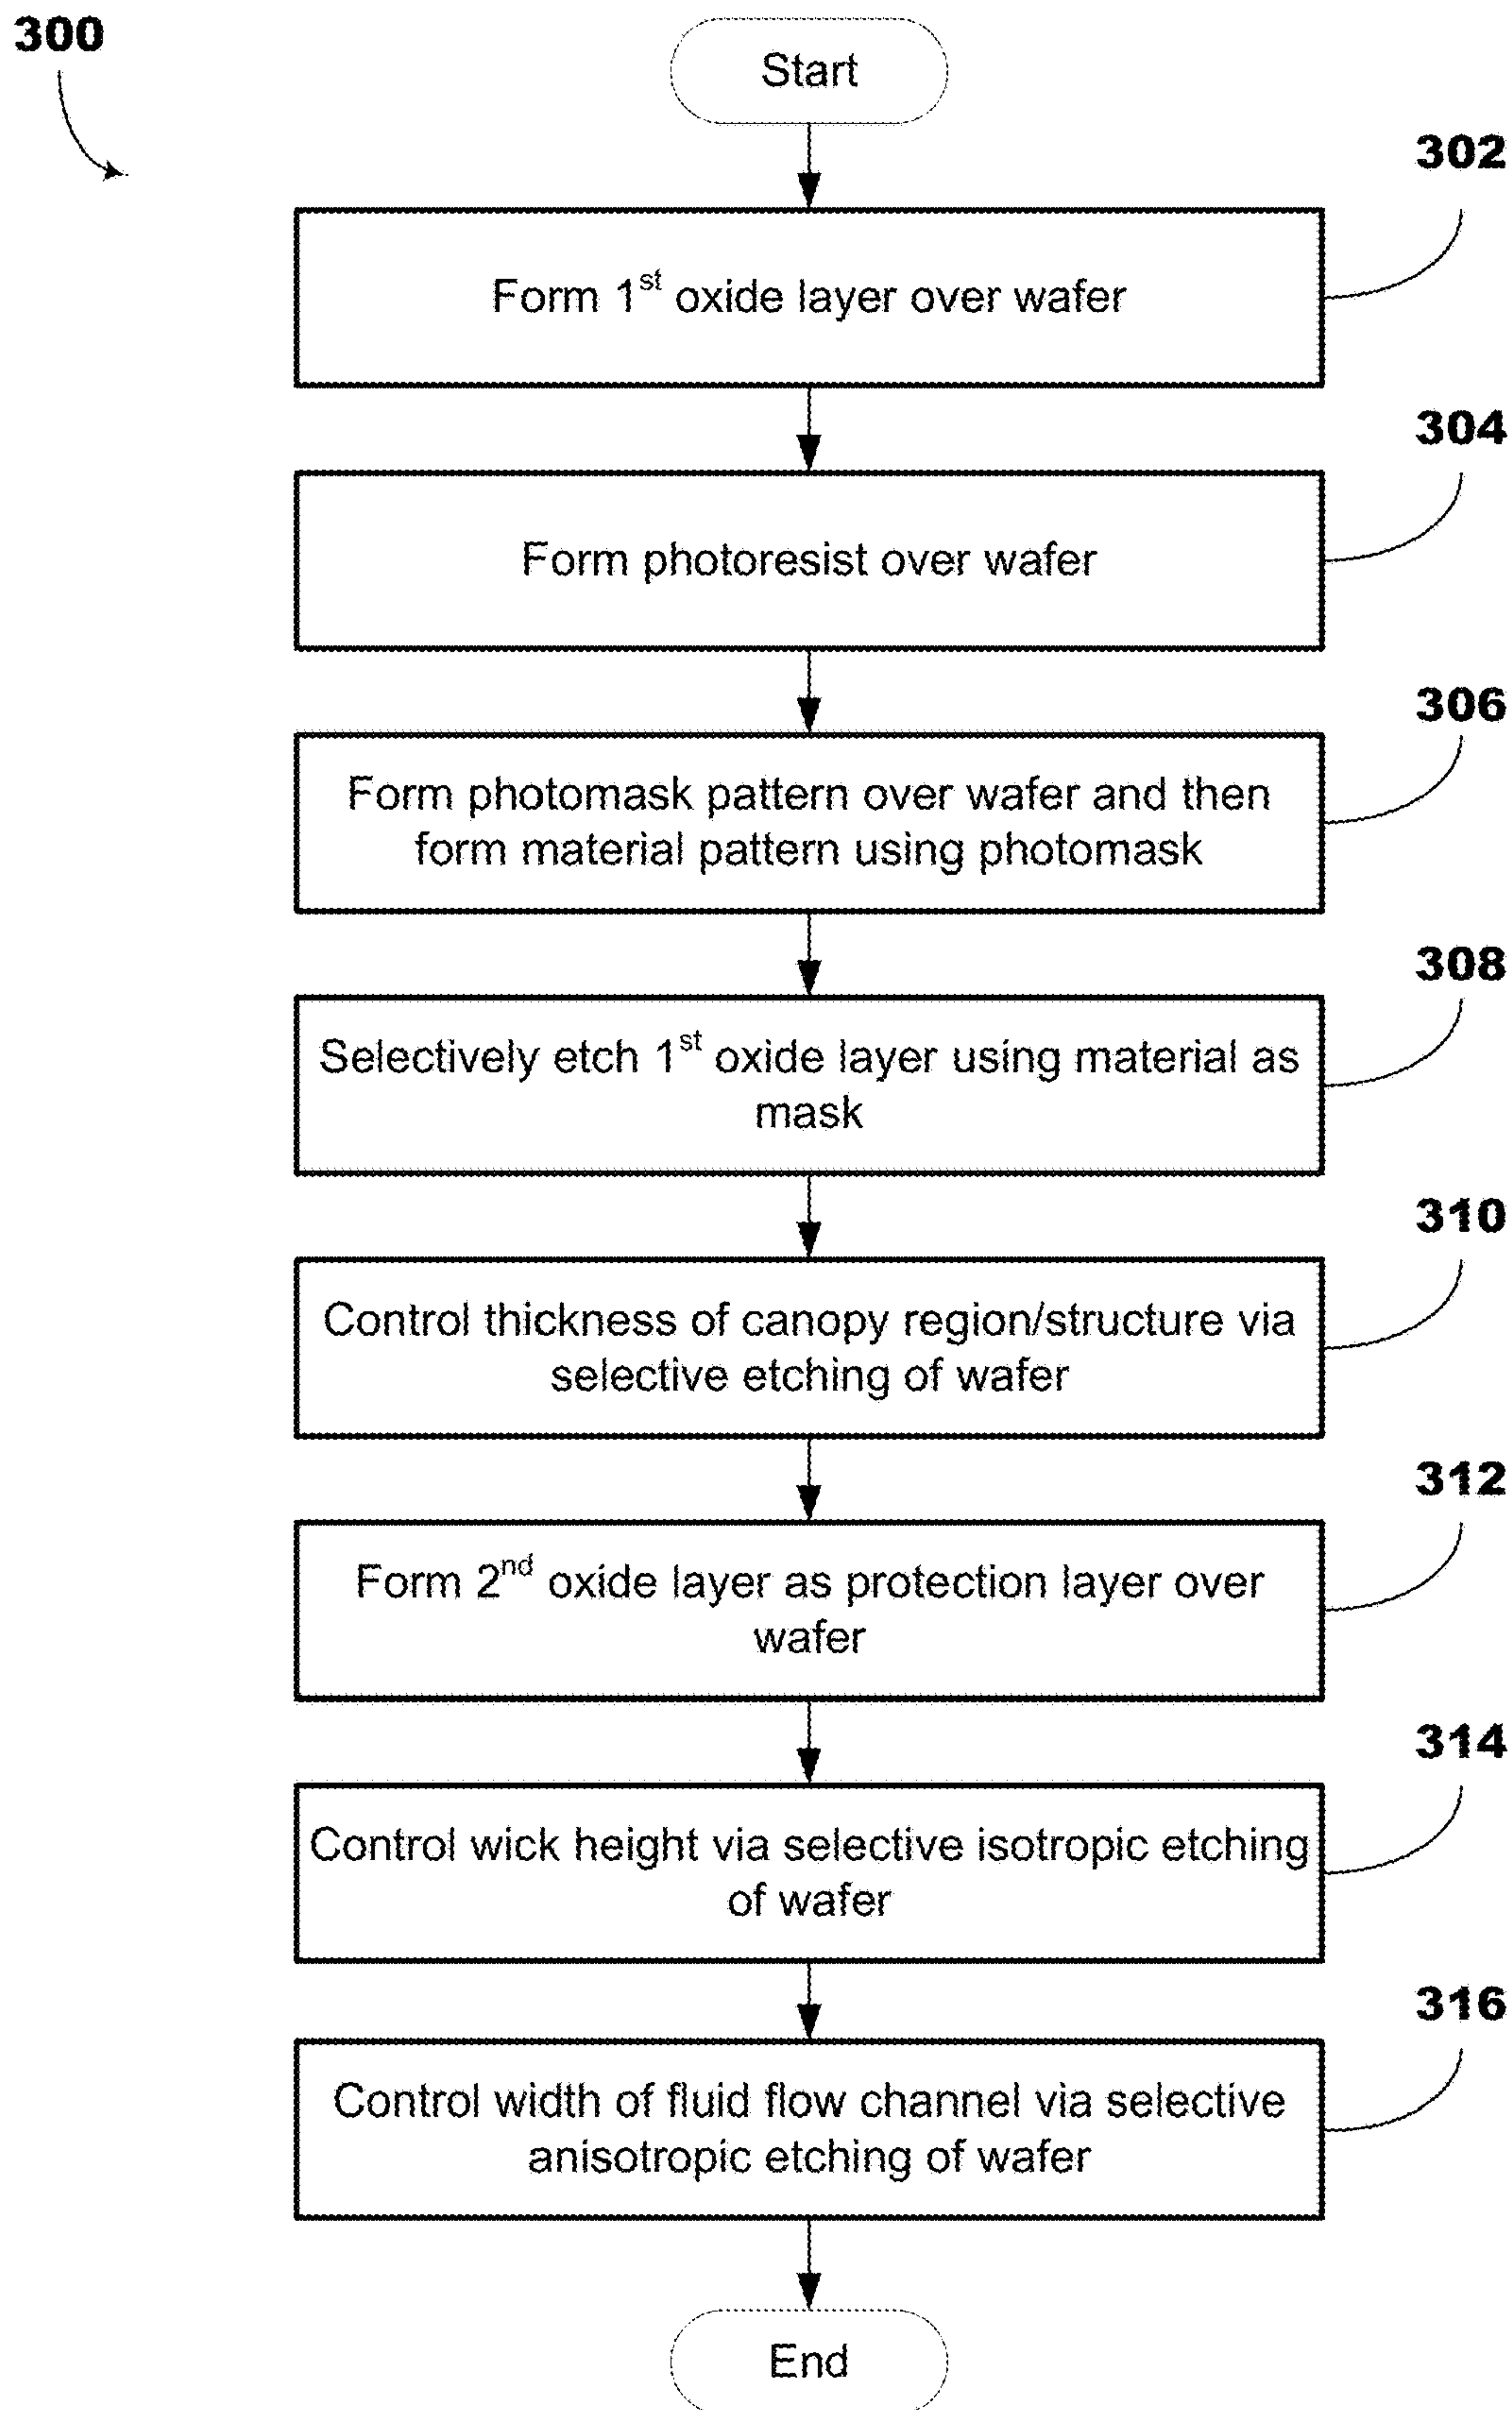 300
Start
302
Form 1st oxide layer over wafer
304
Form photoresist over wafer
306
Form photomask pattern over wafer and then
form material pattern using photomask
308
Selectively etch 1st oxide layer using material as
mask
310
Control thickness of canopy region/structure via
selective etching of wafer
312
Form 2nd oxide layer as protection layer over
wafer
314
Control wick height via selective isotropic etching
of wafer
316
Control width of fluid flow channel via selective
anisotropic etching of wafer
End